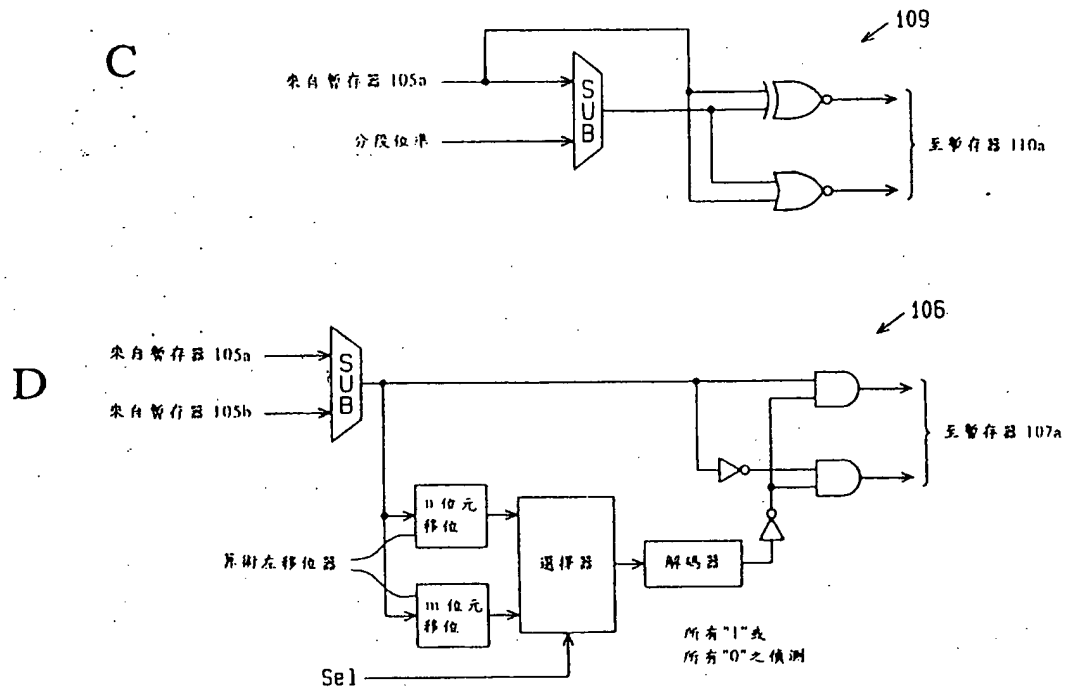 C
109
來自暫存器 105a
SUB
分段位準
至暫存器 110a
D
106
來自暫存器 105a
來自暫存器 105b
SUB
至暫存器 107a
n 位元
移位
算術左移位器
m 位元
移位
選擇器
解碼器
所有"1"或
所有"0"之偵測
Sel